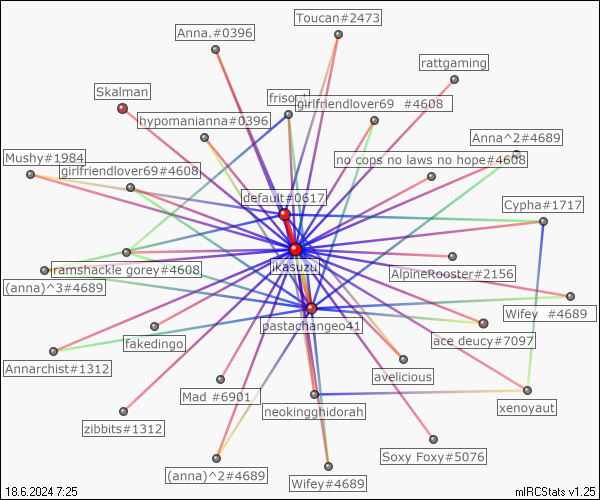 Toucan#2473
Anna.#0396
rattgaming
Skalman
girlfriendlover69  #4608
hypomanianna#0396
Anna^2#4689
Mushy#1984
no cops no laws no hope#4608
girlfriendlover69#4608
default#0617
Cypha#1717
ikasuzu
ramshackle gorey#4608
AlpineRooster#2156
(anna)^3#4689
Wifey  #4689
pastachangeo41
fakedingo
ace deucy#7097
Annarchist#1312
avelicious
Mad #6901
neokingghidorah
xenoyaut
zibbits#1312
Soxy Foxy#5076
(anna)^2#4689
Wifey#4689
18.6.2024 7:25
mIRCStats v1.25